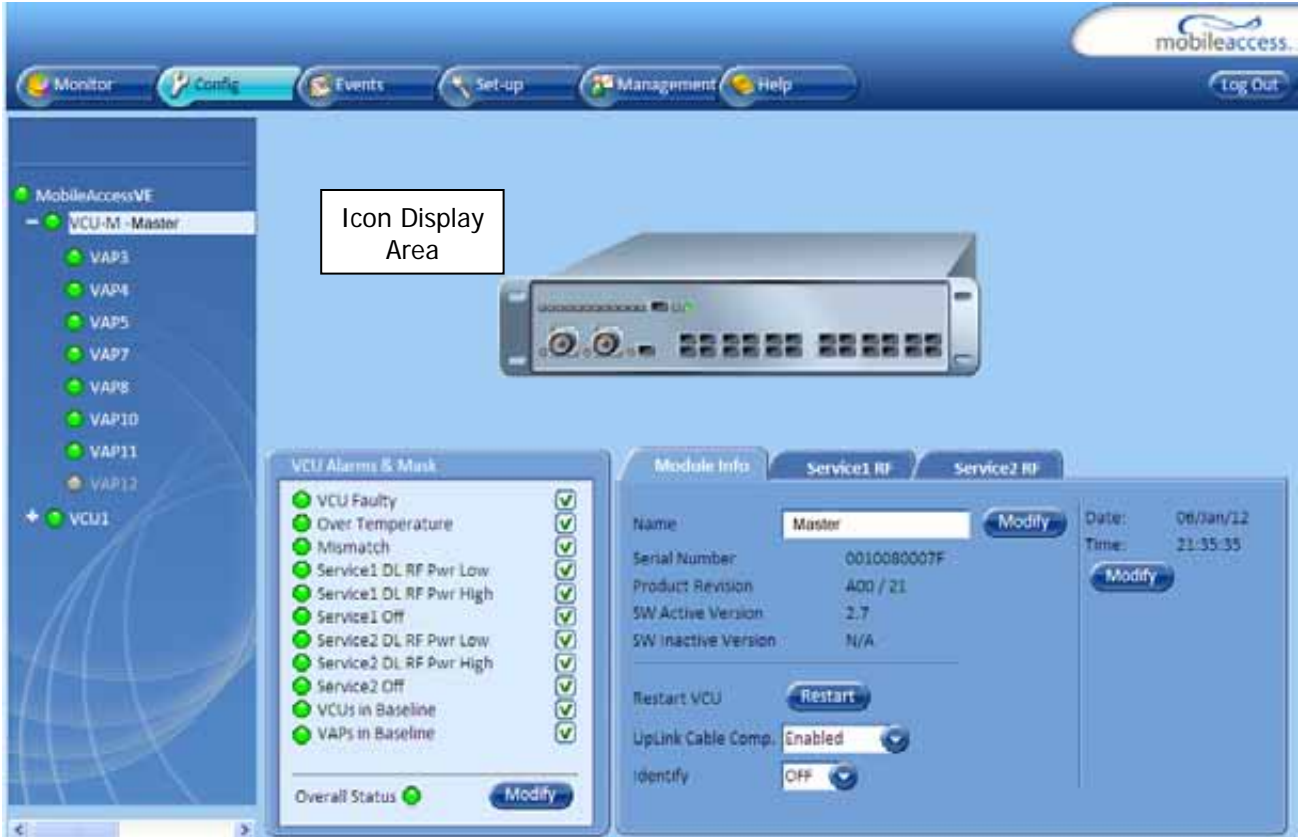 mobileaccess.
Monitor
Config
Events
Set-up
Management
Help
Log Out
MobileAccessVE
VCU-M -Master
VAP3
VAP4
VAP5
VAP7
VAP8
VAP10
VAP11
VAP12
VCU1
Icon Display
Area
VCU Alarms & Mask
VCU Faulty
Over Temperature
Mismatch
Service1 DL RF Pwr Low
Service1 DL RF Pwr High
Service1 Off
Service2 DL RF Pwr Low
Service2 DL RF Pwr High
Service2 Off
VCUs in Baseline
VAPs in Baseline
Overall Status
Modify
Module Info
Service1 RF
Service2 RF
Name Master Modify
Serial Number 0010080007F
Product Revision A00 / 21
SW Active Version 2.7
SW Inactive Version N/A
Restart VCU Restart
UpLink Cable Comp. Enabled
Identify OFF
Date: 06/Jan/12
Time: 21:35:35
Modify